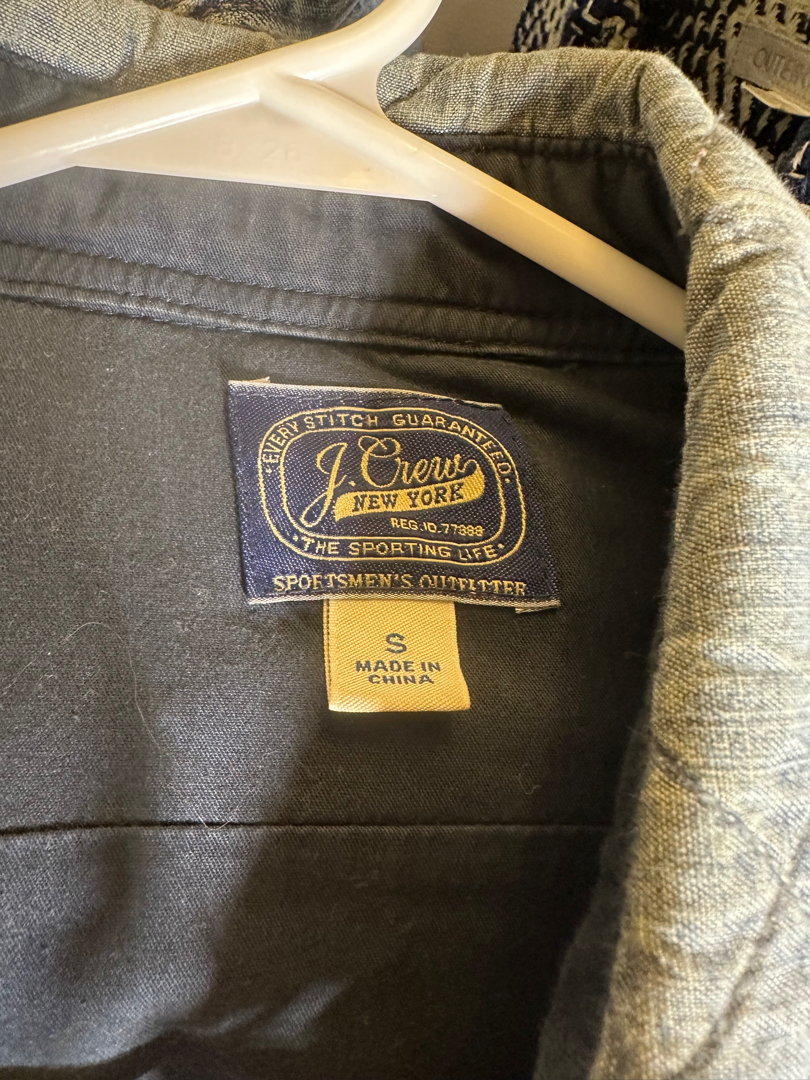 EVERY STITCH GUARANTEED
J. Crew
NEW YORK
REG.ID.77388
THE SPORTING LIFE
SPORTSMEN'S OUTFITTER
S
MADE IN
CHINA